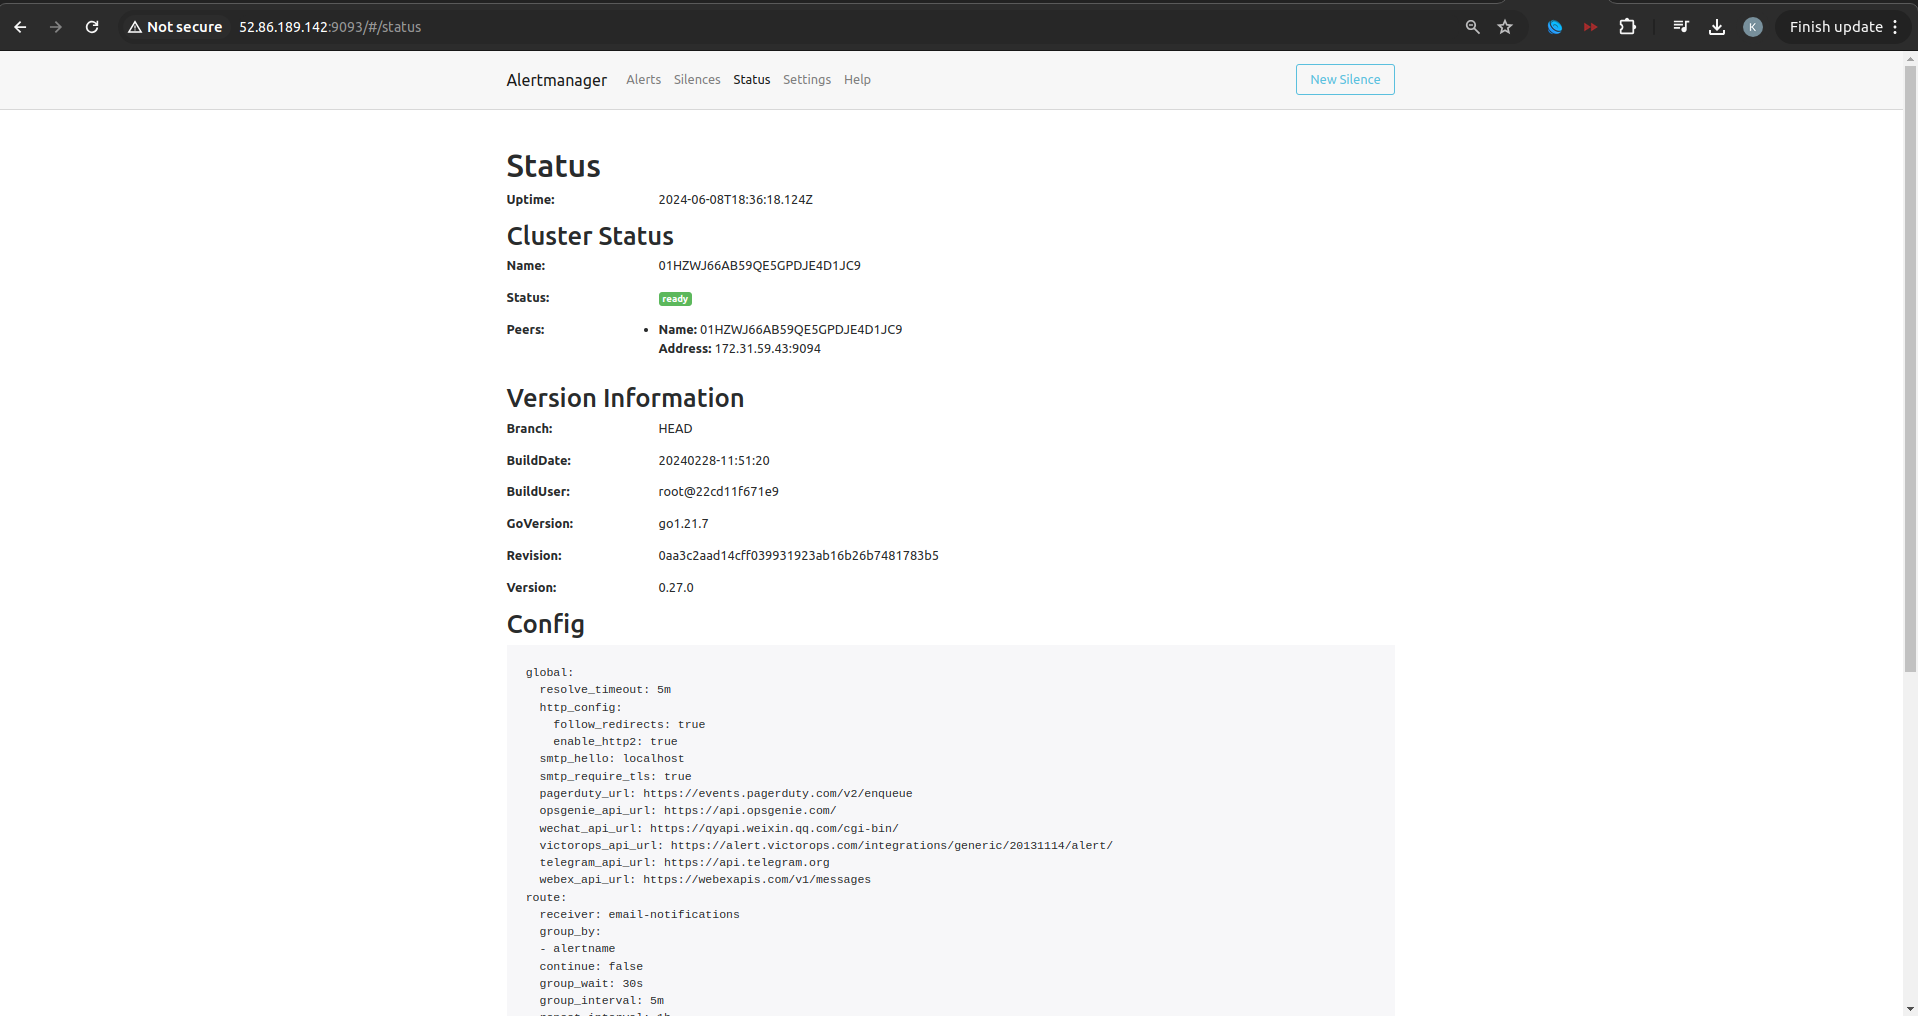 Not secure 52.86.189.142:9093/#/status K Finish update
Alertmanager Alerts Silences Status Settings Help New Silence
Status
Uptime: 2024-06-08T18:36:18.124Z
Cluster Status
Name: 01HZWJ66AB59QE5GPDJE4D1JC9
Status: ready
Peers: • Name: 01HZWJ66AB59QE5GPDJE4D1JC9
Address: 172.31.59.43:9094
Version Information
Branch: HEAD
BuildDate: 20240228-11:51:20
BuildUser: root@22cd11f671e9
GoVersion: go1.21.7
Revision: 0aa3c2aad14cff039931923ab16b26b7481783b5
Version: 0.27.0
Config
global:
  resolve_timeout: 5m
  http_config:
    follow_redirects: true
    enable_http2: true
  smtp_hello: localhost
  smtp_require_tls: true
  pagerduty_url: https://events.pagerduty.com/v2/enqueue
  opsgenie_api_url: https://api.opsgenie.com/
  wechat_api_url: https://qyapi.weixin.qq.com/cgi-bin/
  victorops_api_url: https://alert.victorops.com/integrations/generic/20131114/alert/
  telegram_api_url: https://api.telegram.org
  webex_api_url: https://webexapis.com/v1/messages
route:
  receiver: email-notifications
  group_by:
  - alertname
  continue: false
  group_wait: 30s
  group_interval: 5m